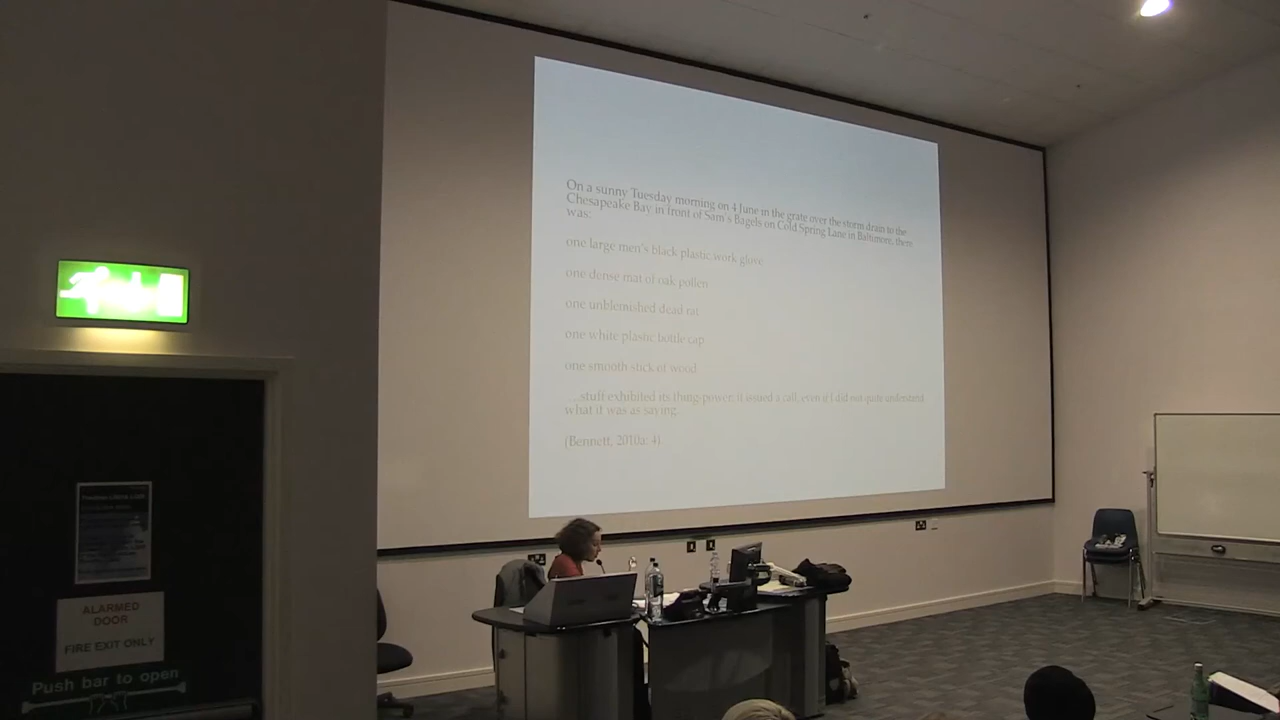 On a sunny Tuesday morning on 4 June in the grate over the storm drain to the
Chesapeake Bay in front of Sam's Bagels on Cold Spring Lane in Baltimore, there
was:
one large men's black plastic work glove
one dense mat of oak pollen
one unblemished dead rat
one white plastic bottle cap
one smooth stick of wood
...stuff exhibited its thing-power: it issued a call, even if I did not quite understand
what it was as saying.
(Bennett, 2010a: 4)
ALARMED
DOOR
FIRE EXIT ONLY
Push bar to open